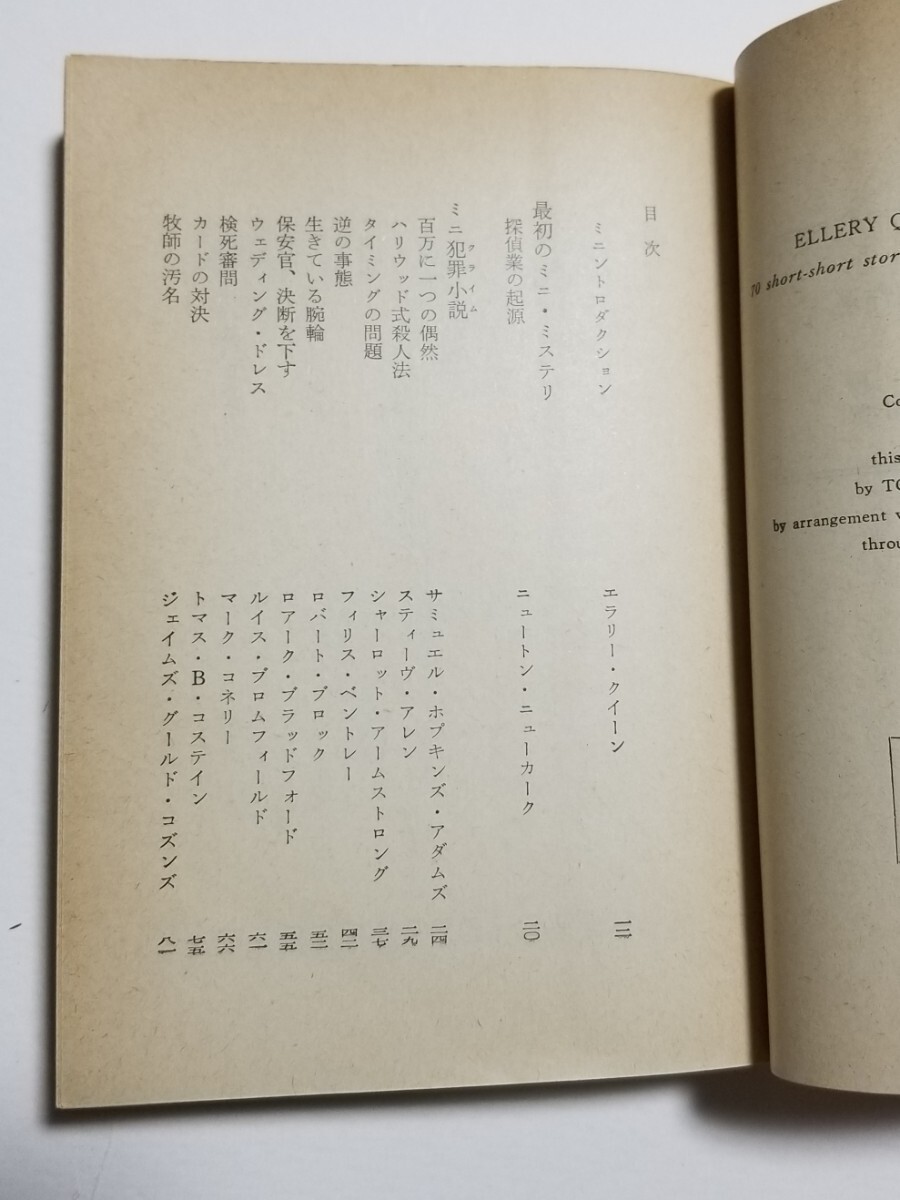 目次
ミニントロダクション エラリー・クイーン 一二
最初のミニ・ミステリ
探偵業の起源 ニュートン・ニューカーク 二〇
ミニ犯罪小説 クライム
百万に一つの偶然 サミュエル・ホプキンズ・アダムズ 二四
ハリウッド式殺人法 スティーヴ・アレン 二九
タイミングの問題 シャーロット・アームストロング 三七
逆の事態 フィリス・ベントレー 四二
生きている腕輪 ロバート・ブロック 五二
保安官、決断を下す ロアーク・ブラッドフォード 五五
ウェディング・ドレス ルイス・ブロムフィールド 六一
検死審問 マーク・コネリー 六六
カードの対決 トマス・B・コステイン 七五
牧師の汚名 ジェイムズ・グールド・コズンズ 八一
ELLERY Q
70 short-short stor
Co
this
by TO
by arrangement v
throu